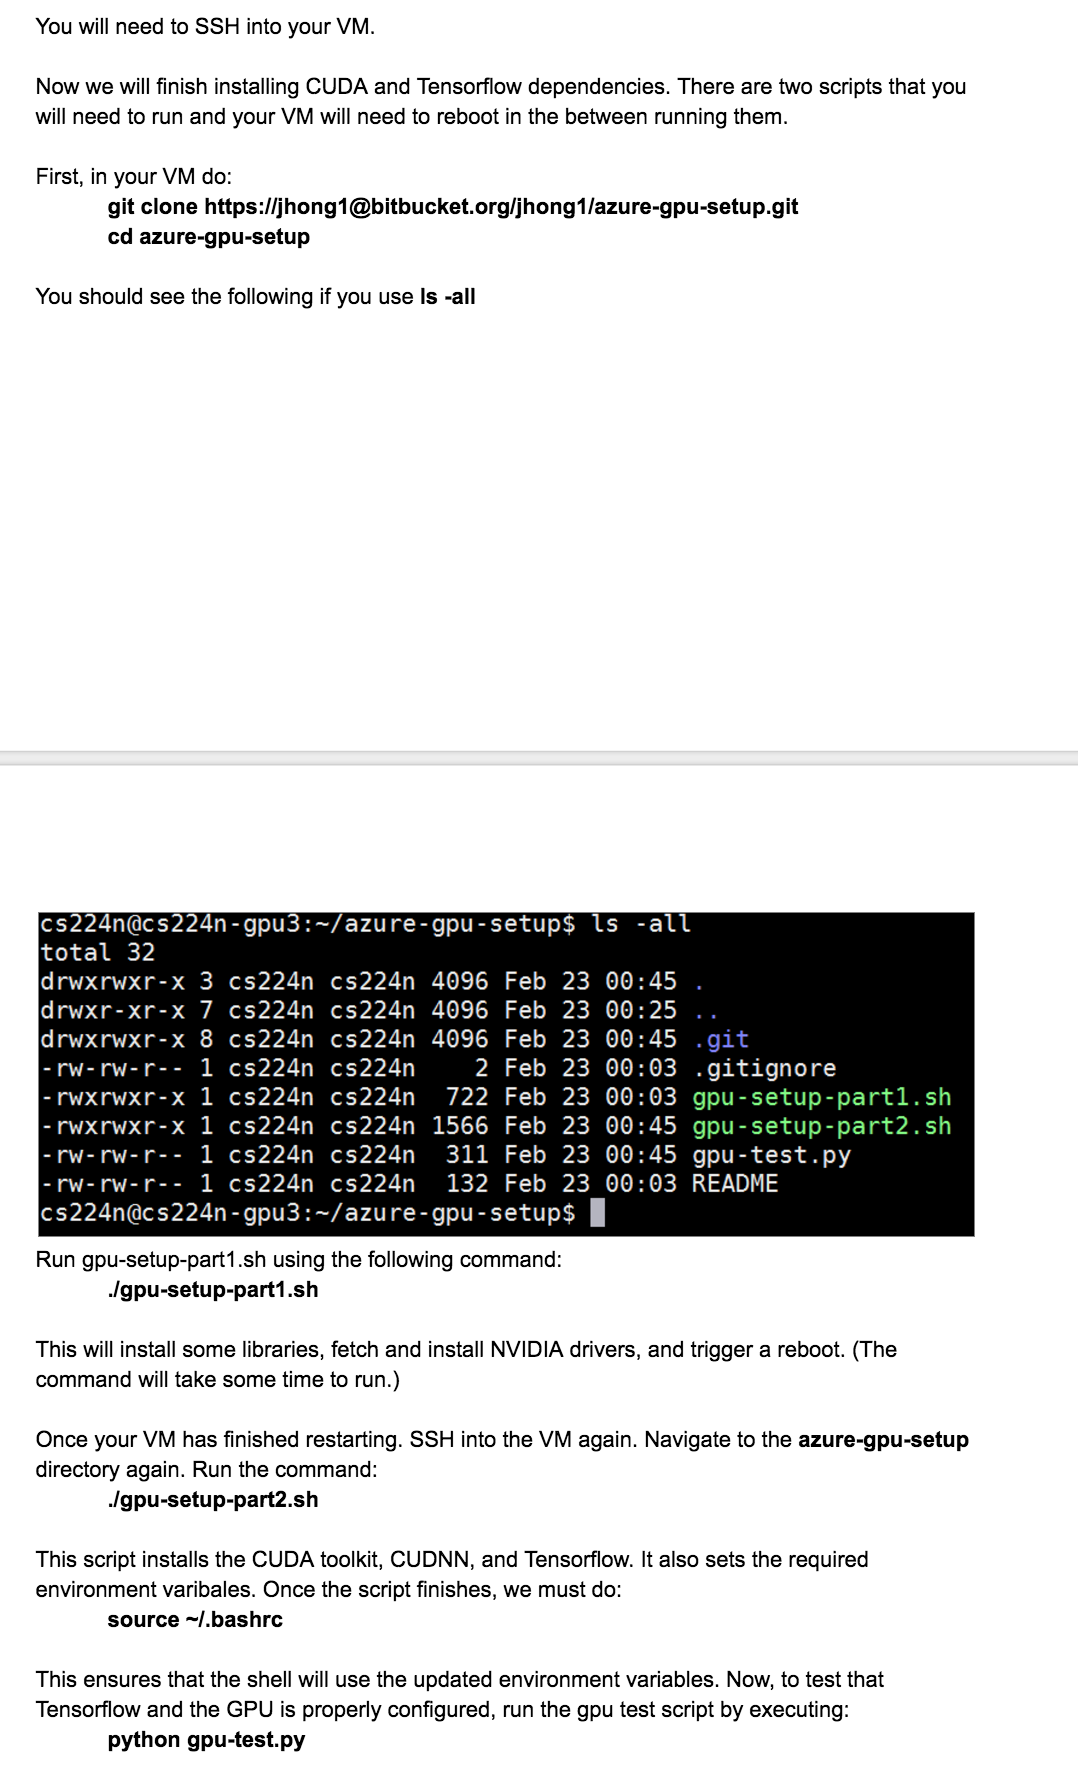 You will need to SSH into your VM.
Now we will finish installing CUDA and Tensorflow dependencies. There are two scripts that you
will need to run and your VM will need to reboot in the between running them.
First, in your VM do:
git clone https://jhong1@bitbucket.org/jhong1/azure-gpu-setup.git
cd azure-gpu-setup
You should see the following if you use ls -all
cs224n@cs224n-gpu3:~/azure-gpu-setup$ ls -all
total 32
drwxrwxr-x 3 cs224n cs224n 4096 Feb 23 00:45 .
drwxr-xr-x 7 cs224n cs224n 4096 Feb 23 00:25 ..
drwxrwxr-x 8 cs224n cs224n 4096 Feb 23 00:45 .git
-rw-rw-r-- 1 cs224n cs224n    2 Feb 23 00:03 .gitignore
-rwxrwxr-x 1 cs224n cs224n  722 Feb 23 00:03 gpu-setup-part1.sh
-rwxrwxr-x 1 cs224n cs224n 1566 Feb 23 00:45 gpu-setup-part2.sh
-rw-rw-r-- 1 cs224n cs224n  311 Feb 23 00:45 gpu-test.py
-rw-rw-r-- 1 cs224n cs224n  132 Feb 23 00:03 README
cs224n@cs224n-gpu3:~/azure-gpu-setup$
Run gpu-setup-part1.sh using the following command:
./gpu-setup-part1.sh
This will install some libraries, fetch and install NVIDIA drivers, and trigger a reboot. (The
command will take some time to run.)
Once your VM has finished restarting. SSH into the VM again. Navigate to the azure-gpu-setup
directory again. Run the command:
./gpu-setup-part2.sh
This script installs the CUDA toolkit, CUDNN, and Tensorflow. It also sets the required
environment varibales. Once the script finishes, we must do:
source ~/.bashrc
This ensures that the shell will use the updated environment variables. Now, to test that
Tensorflow and the GPU is properly configured, run the gpu test script by executing:
python gpu-test.py